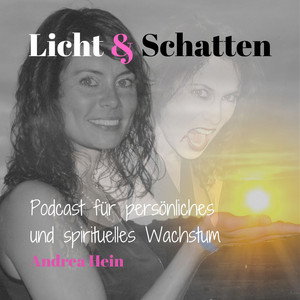 Licht & Schatten
Podcast für persönliches
und spirituelles Wachstum
Andrea Hein